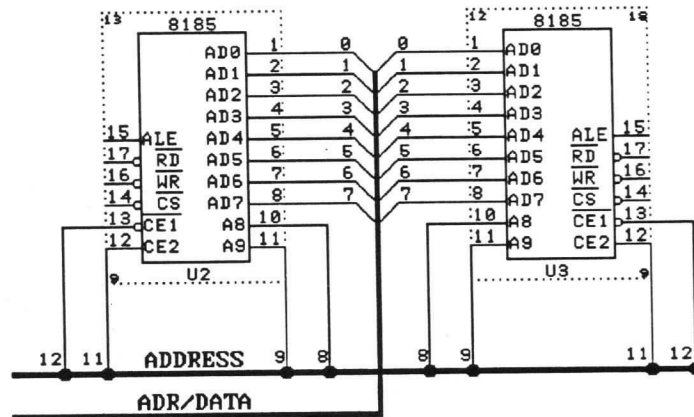 i3 8185 i2 8185 i8
AD0 1 0 0 1 AD0
AD1 2 1 1 2 AD1
AD2 3 2 2 3 AD2
AD3 4 3 3 4 AD3
15 ALE AD4 5 4 4 5 AD4 ALE 15
17 RD AD5 6 5 5 6 AD5 RD 17
16 WR AD6 7 6 6 7 AD6 WR 16
14 CS AD7 8 7 7 8 AD7 CS 14
13 CE1 A8 10 10 A8 CE1 13
12 CE2 A9 11 11 A9 CE2 12
9 U2 U3 9
12 11 ADDRESS 9 8 8 9 11 12
ADR/DATA